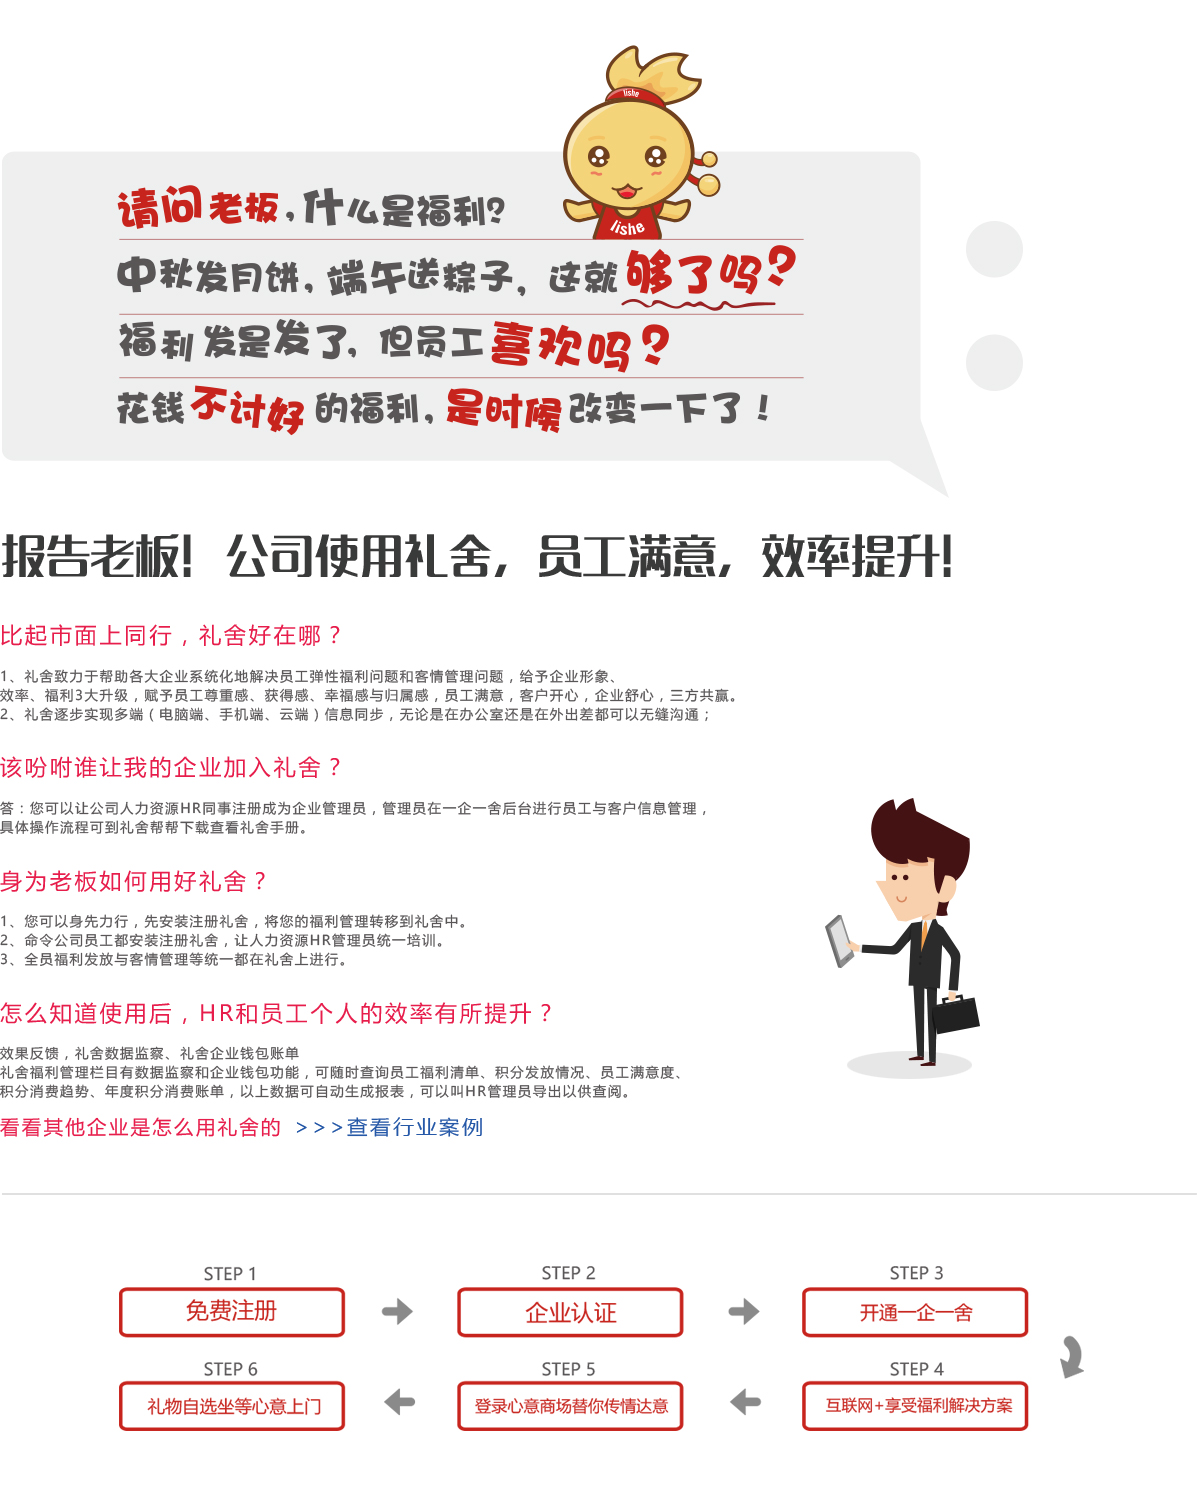 lishe
lishe
请问老板,什么是福利?
中秋发月饼,端午送粽子,这就够了吗?
福利发是发了,但员工喜欢吗?
花钱不讨好的福利,是时候改变一下了!
报告老板!公司使用礼舍,员工满意,效率提升!
比起市面上同行，礼舍好在哪？
1、礼舍致力于帮助各大企业系统化地解决员工弹性福利问题和客情管理问题，给予企业形象、
效率、福利3大升级，赋予员工尊重感、获得感、幸福感与归属感，员工满意，客户开心，企业舒心，三方共赢。
2、礼舍逐步实现多端（电脑端、手机端、云端）信息同步，无论是在办公室还是在外出差都可以无缝沟通；
该吩咐谁让我的企业加入礼舍？
答：您可以让公司人力资源HR同事注册成为企业管理员，管理员在一企一舍后台进行员工与客户信息管理，
具体操作流程可到礼舍帮帮下载查看礼舍手册。
身为老板如何用好礼舍？
1、您可以身先力行，先安装注册礼舍，将您的福利管理转移到礼舍中。
2、命令公司员工都安装注册礼舍，让人力资源HR管理员统一培训。
3、全员福利发放与客情管理等统一都在礼舍上进行。
怎么知道使用后，HR和员工个人的效率有所提升？
效果反馈，礼舍数据监察、礼舍企业钱包账单
礼舍福利管理栏目有数据监察和企业钱包功能，可随时查询员工福利清单、积分发放情况、员工满意度、
积分消费趋势、年度积分消费账单，以上数据可自动生成报表，可以叫HR管理员导出以供查阅。
看看其他企业是怎么用礼舍的 >>>查看行业案例
STEP 1
免费注册
STEP 2
企业认证
STEP 3
开通一企一舍
STEP 4
互联网+享受福利解决方案
STEP 5
登录心意商场替你传情达意
STEP 6
礼物自选坐等心意上门